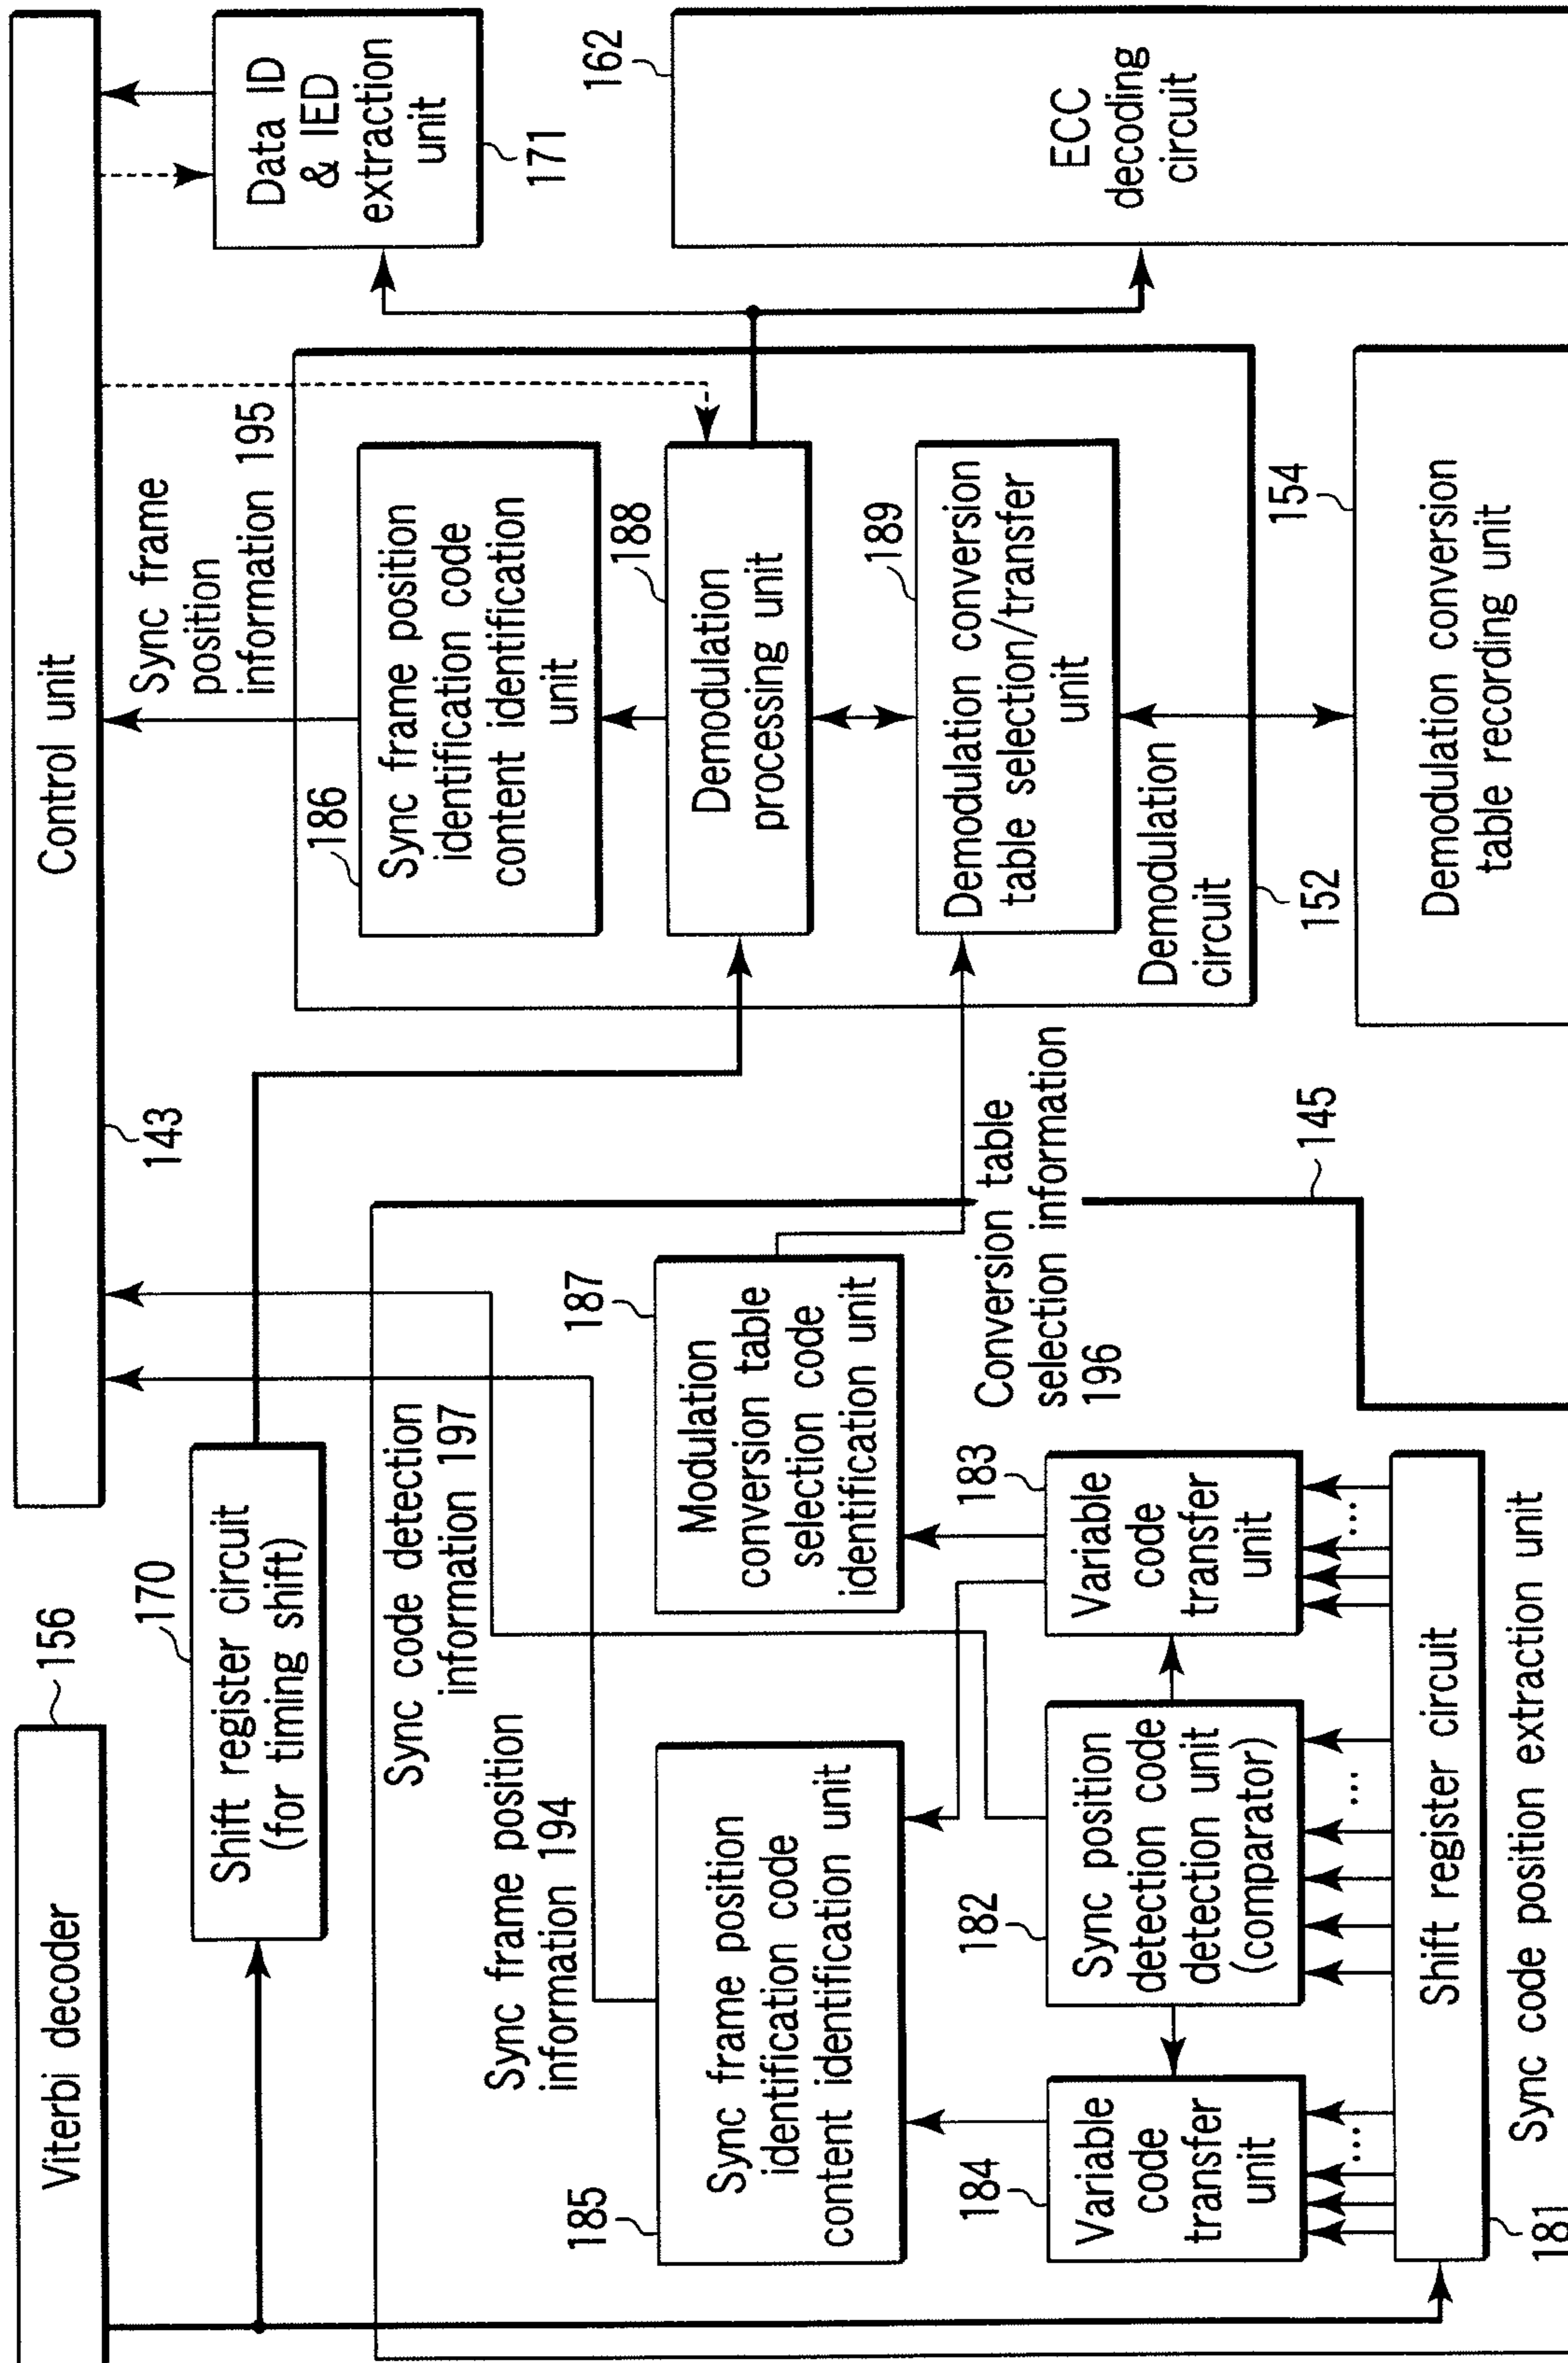 Viterbi decoder
156
Control unit
143
Shift register circuit
(for timing shift)
170
Sync frame
position
information 195
Data ID
& IED
extraction
unit
171
162
ECC
decoding
circuit
Sync code detection
information 197
Sync frame position
information 194
186
Sync frame position
identification code
content identification
unit
188
Demodulation
processing unit
189
Demodulation conversion
table selection/transfer
unit
Demodulation
circuit
152
154
Demodulation conversion
table recording unit
185
Sync frame position
identification code
content identification unit
187
Modulation
conversion table
selection code
identification unit
Conversion table
selection information
196
145
184
Variable
code
transfer
unit
182
Sync position
detection code
detection unit
(comparator)
183
Variable
code
transfer
unit
...
...
...
Shift register circuit
181
Sync code position extraction unit